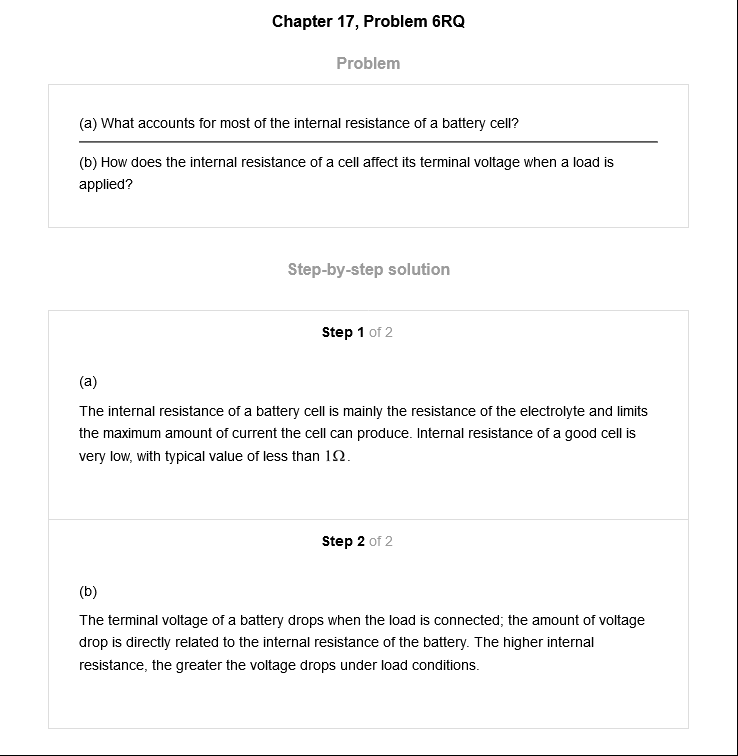 Chapter 17, Problem 6RQ
Problem
(a) What accounts for most of the internal resistance of a battery cell?
(b) How does the internal resistance of a cell affect its terminal voltage when a load is
applied?
Step-by-step solution
Step 1 of 2
(a)
The internal resistance of a battery cell is mainly the resistance of the electrolyte and limits
the maximum amount of current the cell can produce. Internal resistance of a good cell is
very low, with typical value of less than 1Ω.
Step 2 of 2
(b)
The terminal voltage of a battery drops when the load is connected; the amount of voltage
drop is directly related to the internal resistance of the battery. The higher internal
resistance, the greater the voltage drops under load conditions.